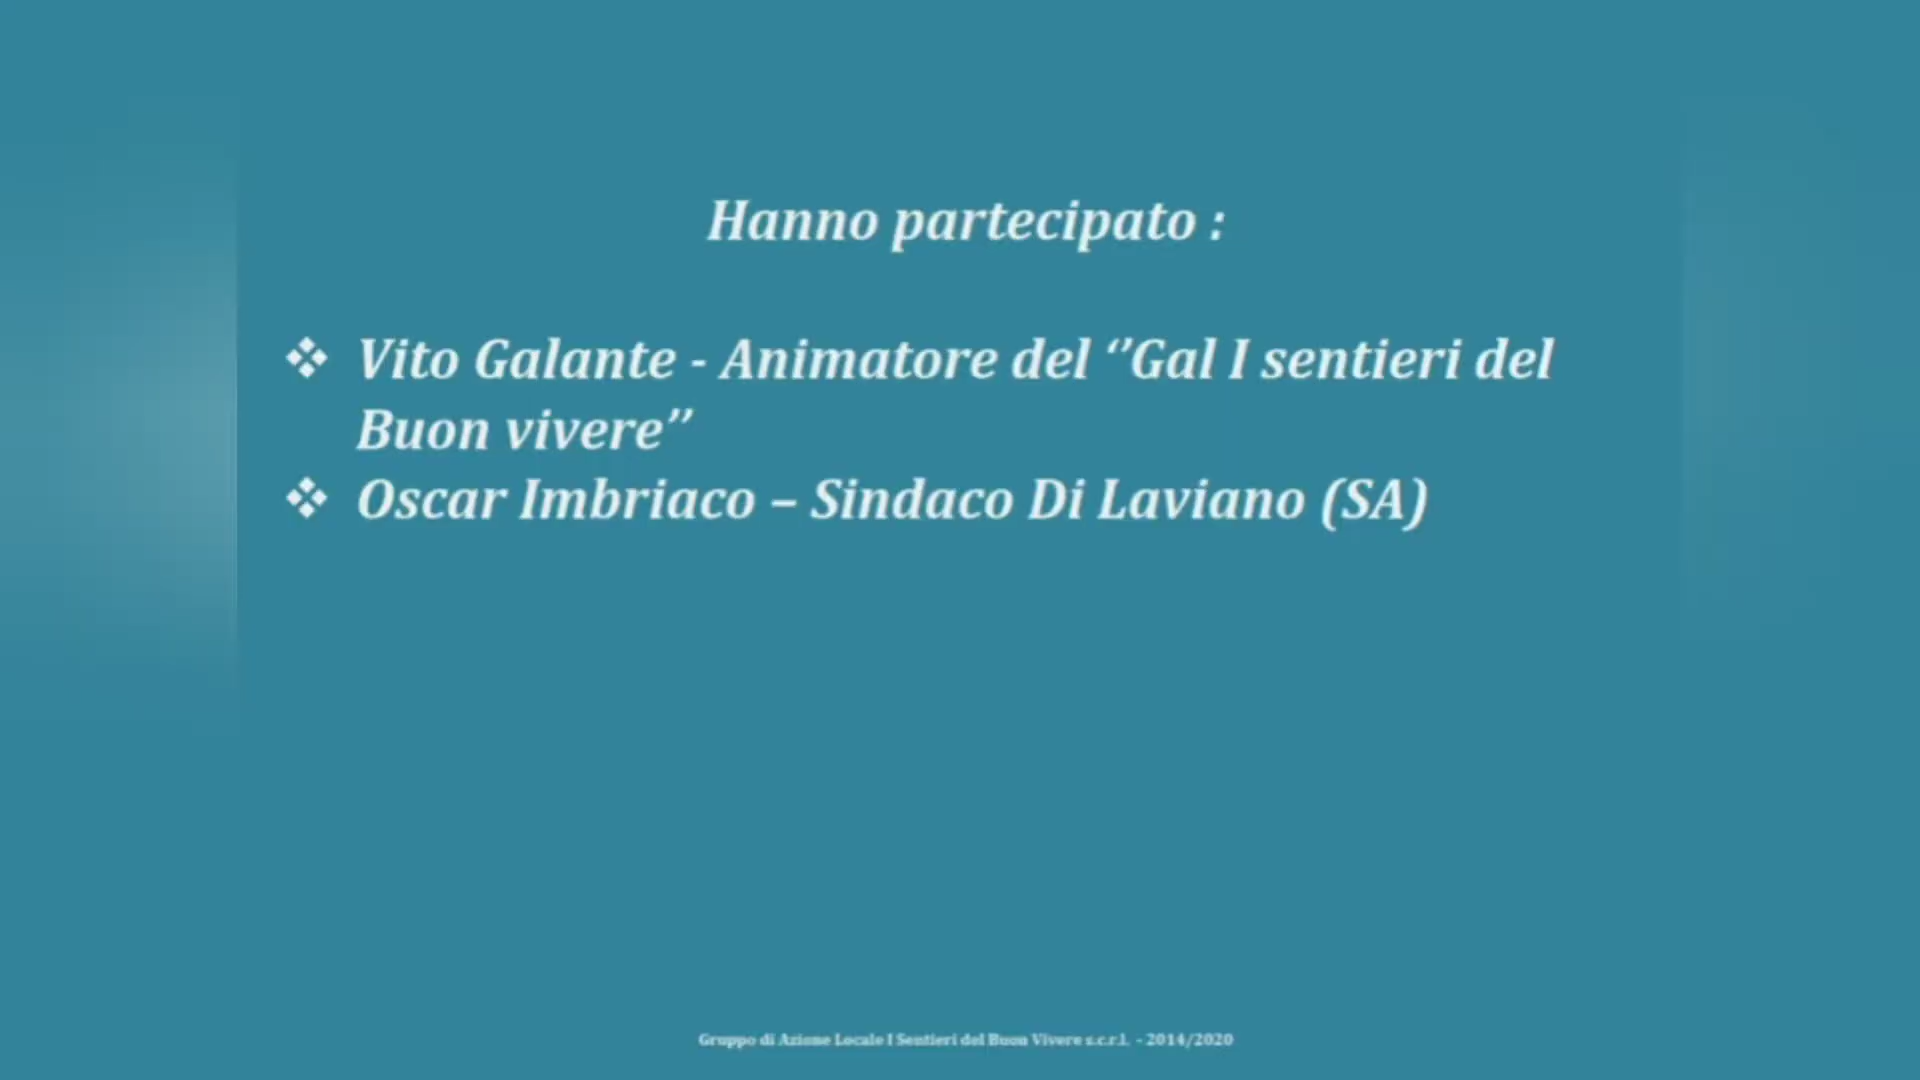 Hanno partecipato :
❖ Vito Galante - Animatore del ‘’Gal I sentieri del
Buon vivere’’
❖ Oscar Imbriaco – Sindaco Di Laviano (SA)
Gruppo di Azione Locale I Sentieri del Buon Vivere s.c.r.l. - 2014/2020